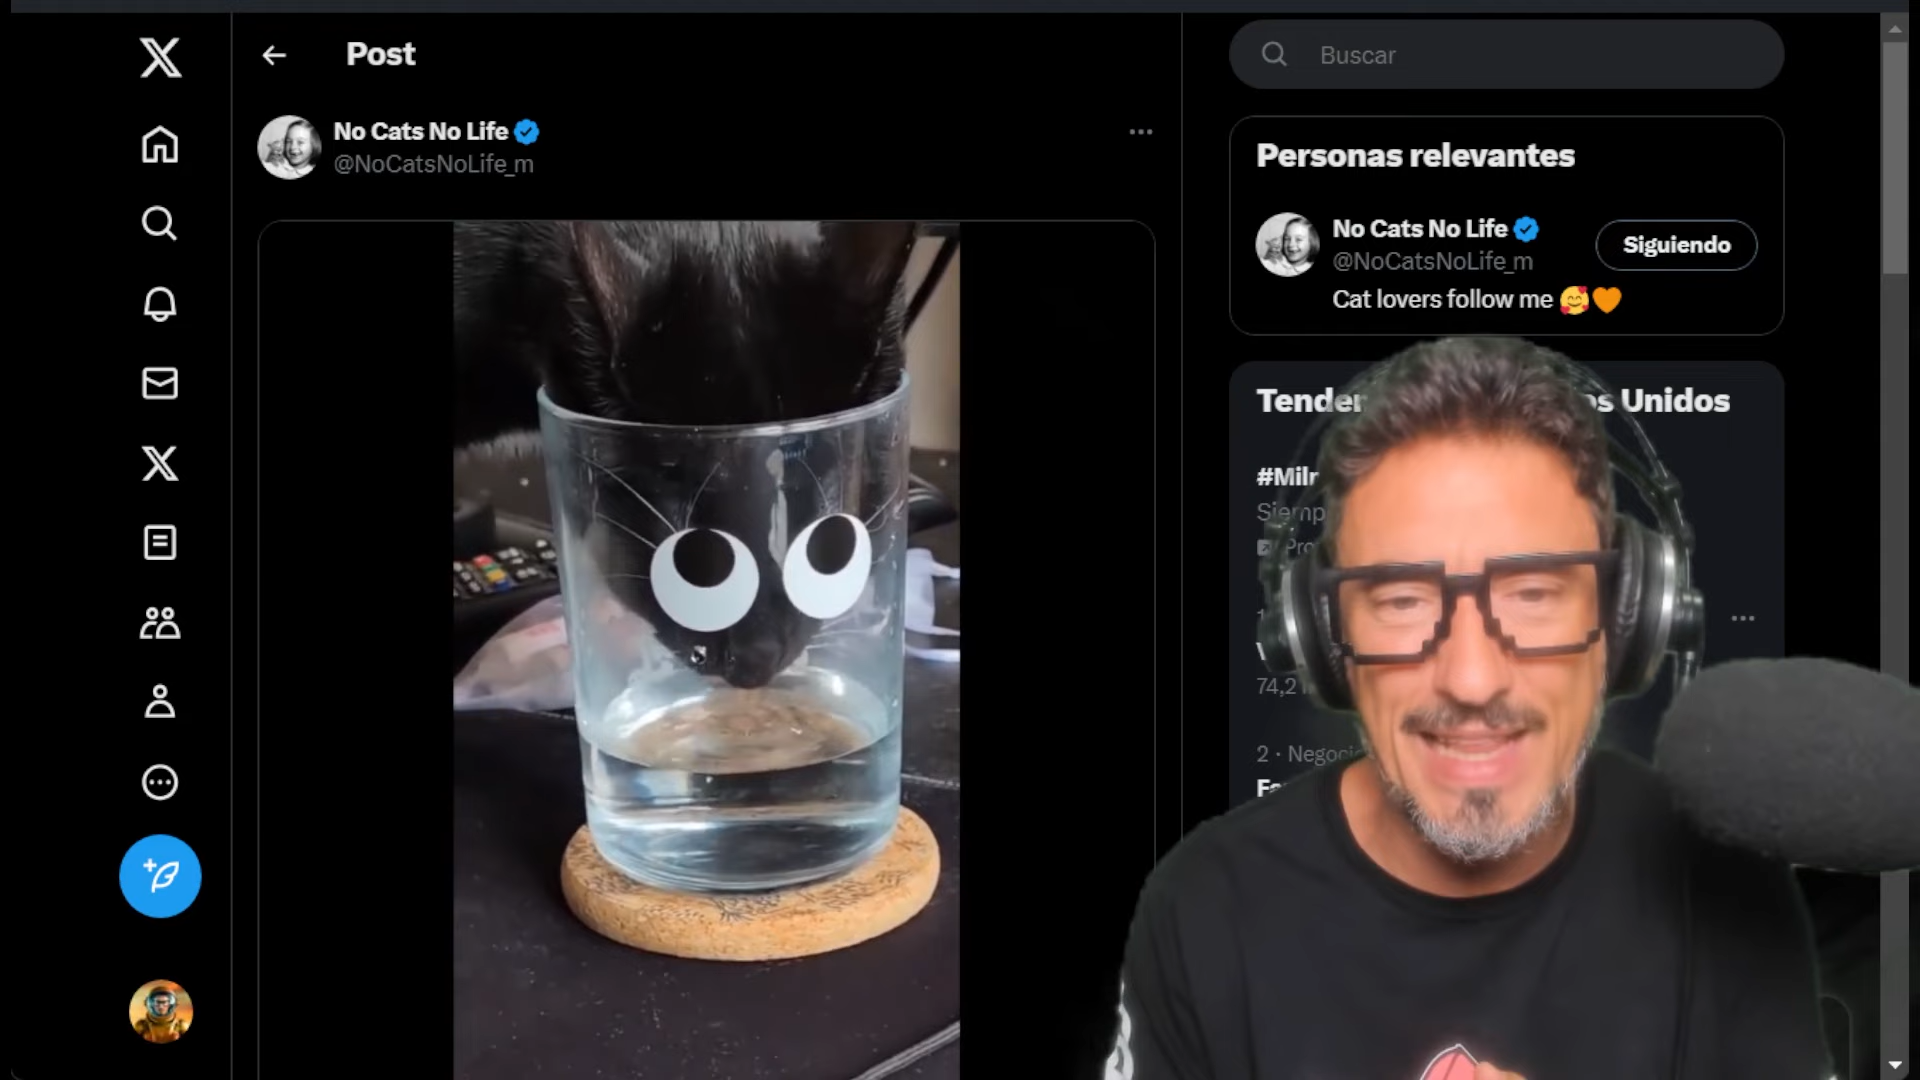 Post
No Cats No Life
@NoCatsNoLife_m
Buscar
Personas relevantes
No Cats No Life
@NoCatsNoLife_m
Siguiendo
Cat lovers follow me
74,2
2 · Negoci